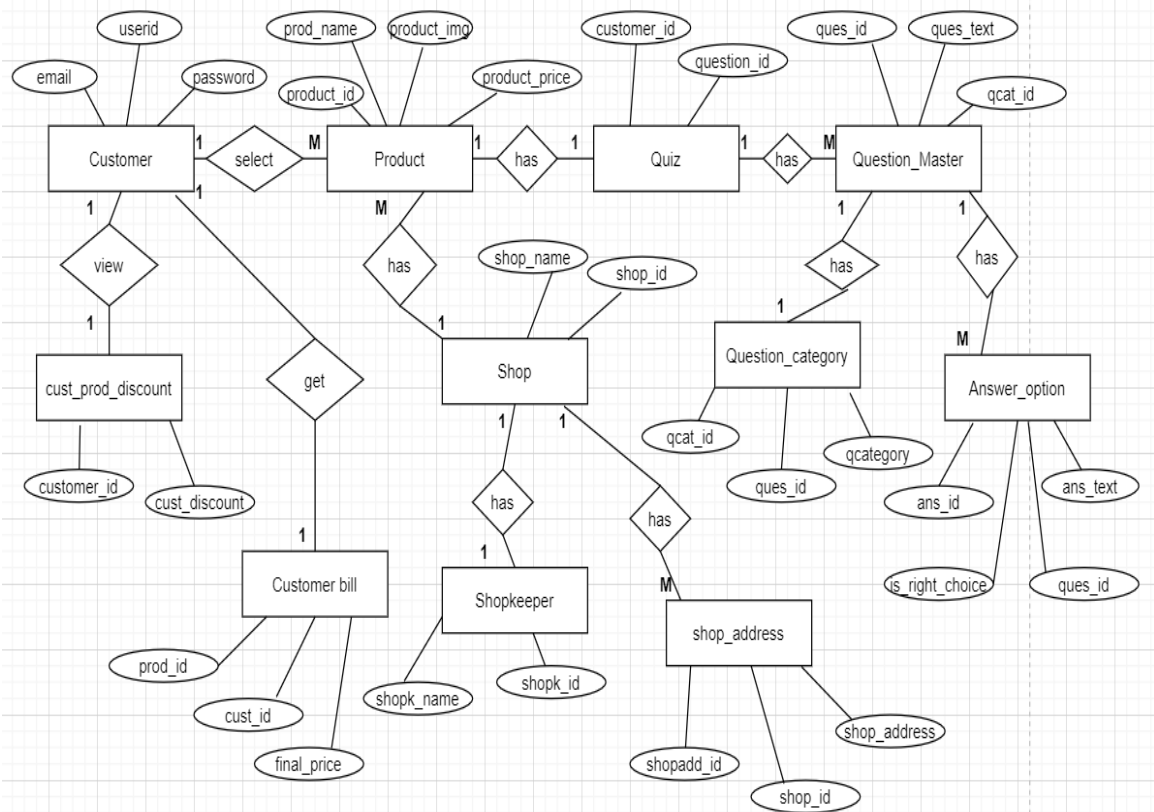 userid
prod_name
product_img
customer_id
ques_id
ques_text
email
password
product_id
product_price
question_id
qcat_id
Customer
1
select
M
Product
1
has
1
Quiz
1
has
M
Question_Master
1
1
M
1
1
view
has
shop_name
shop_id
has
has
1
1
1
M
cust_prod_discount
get
Shop
Question_category
Answer_option
1
1
qcat_id
qcategory
customer_id
cust_discount
ques_id
ans_id
ans_text
has
has
1
1
M
Customer bill
Shopkeeper
is_right_choice
ques_id
shop_address
prod_id
shopk_name
shopk_id
cust_id
shop_address
final_price
shopadd_id
shop_id